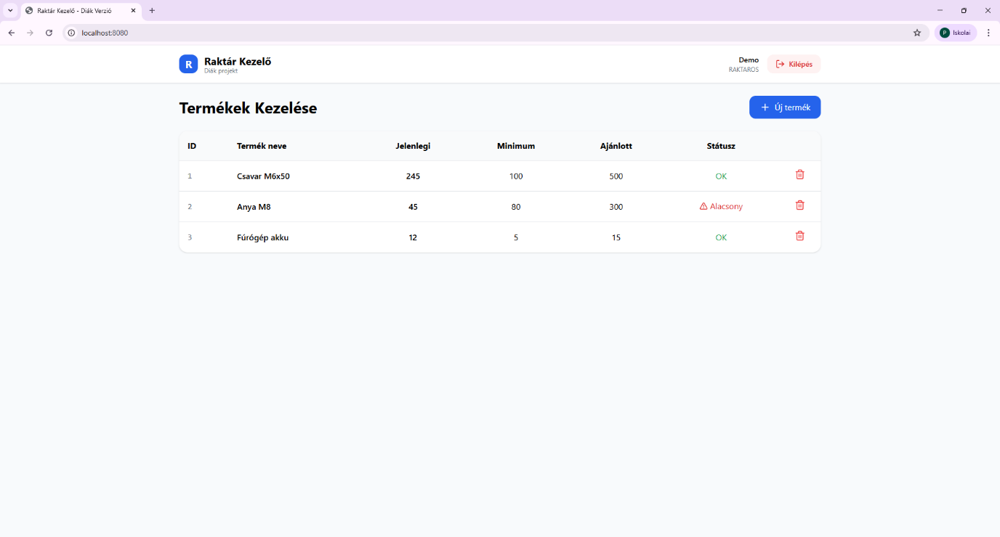 Raktár Kezelő - Diák Verzió
localhost:8080
P Iskolai
R
Raktár Kezelő
Diák projekt
Demo
RAKTAROS
Kilépés
Termékek Kezelése
Új termék
ID Termék neve Jelenlegi Minimum Ajánlott Státusz
1 Csavar M6x50 245 100 500 OK
2 Anya M8 45 80 300 Alacsony
3 Fúrógép akku 12 5 15 OK